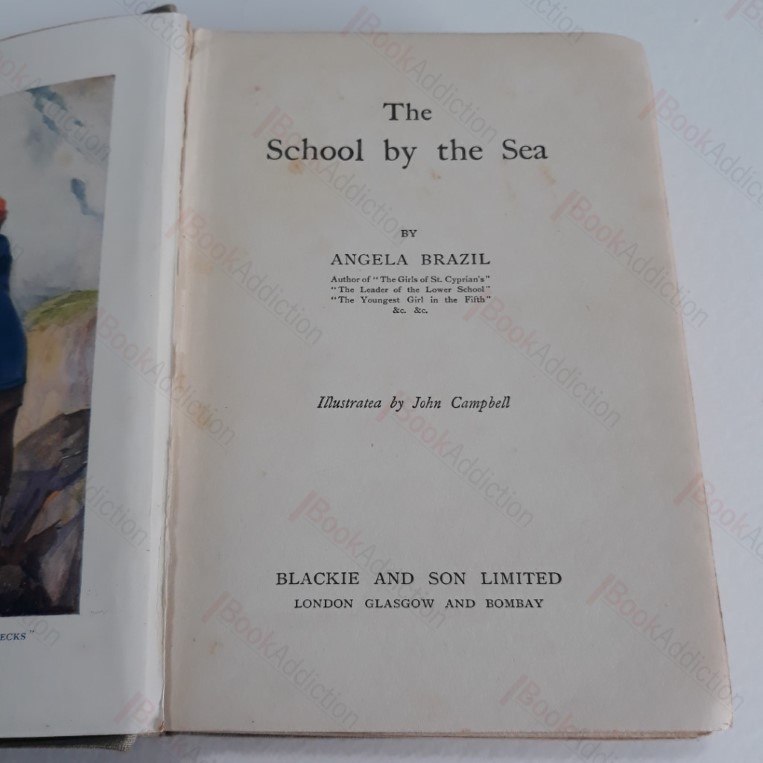 The
School by the Sea
BY
ANGELA BRAZIL
Author of "The Girls of St. Cyprian's"
"The Leader of the Lower School"
"The Youngest Girl in the Fifth"
&c. &c.
Illustratea by John Campbell
BLACKIE AND SON LIMITED
LONDON GLASGOW AND BOMBAY
ECKS"
BookAddiction